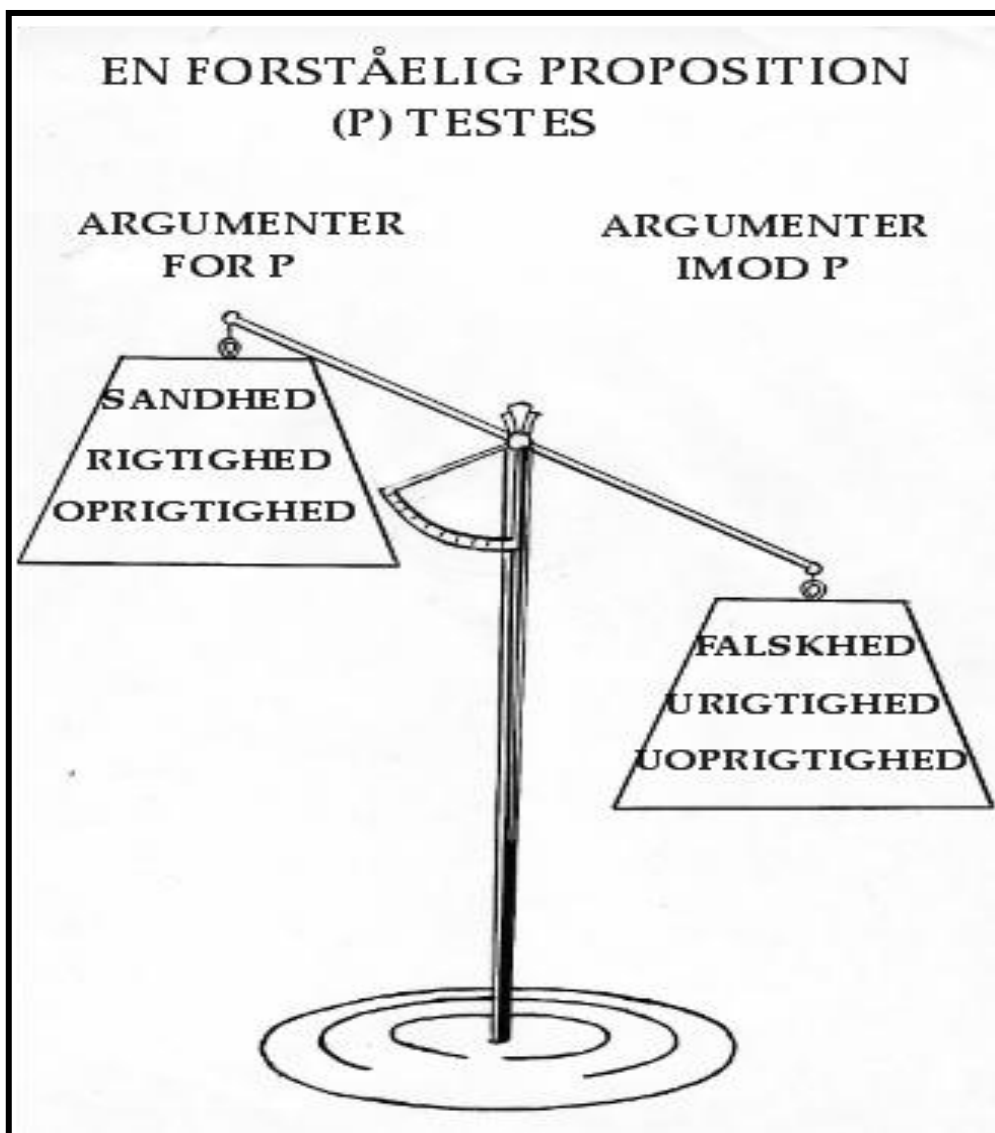 EN FORSTÅELIG PROPOSITION
(P) TESTES
ARGUMENTER
FOR P
ARGUMENTER
IMOD P
SANDHED
RIGTIGHED
OPRIGTIGHED
FALSKHED
URIGTIGHED
UOPRIGTIGHED